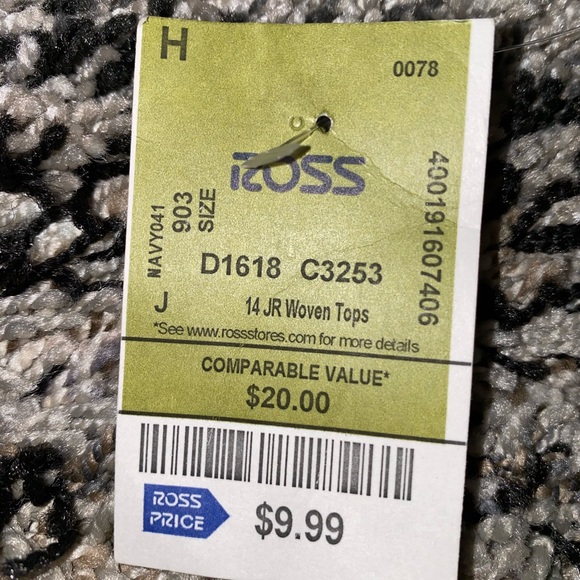 H
0078
ROSS
400191607406
NAVY041
903
SIZE
D1618 C3253
J
14 JR Woven Tops
*See www.rossstores.com for more details
COMPARABLE VALUE*
$20.00
ROSS
PRICE
$9.99